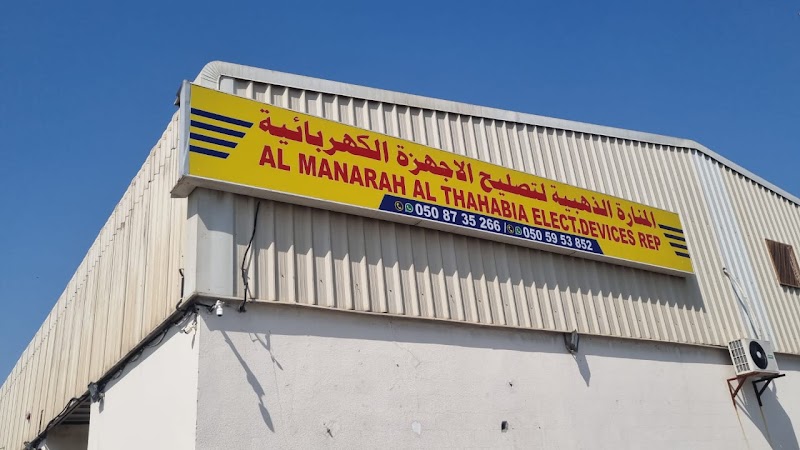 المنارة الذهبية لتصليح الاجهزة الكهربائية
AL MANARAH AL THAHABIA ELECT.DEVICES REP
050 87 35 266 / 050 59 53 852